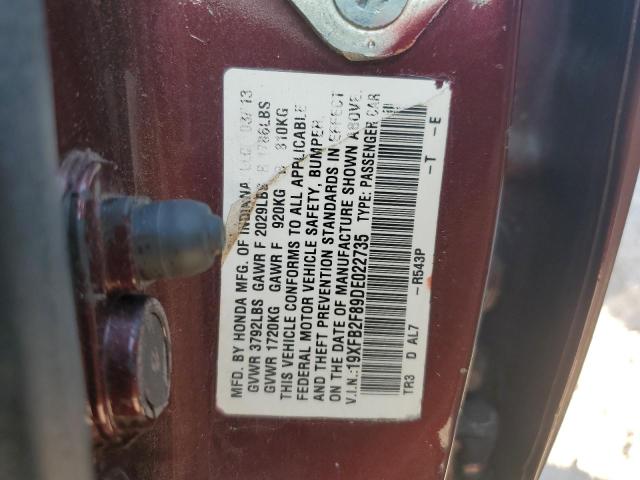 MFD. BY HONDA MFG. OF INDIANA LLC 03/13
GVWR 3792LBS GAWR F 2029LBS R 1786LBS
GVWR 1720KG GAWR F 920KG R 810KG
THIS VEHICLE CONFORMS TO ALL APPLICABLE
FEDERAL MOTOR VEHICLE SAFETY, BUMPER,
AND THEFT PREVENTION STANDARDS IN EFFECT
ON THE DATE OF MANUFACTURE SHOWN ABOVE.
V.I.N.:19XFB2F89DE022735 TYPE: PASSENGER CAR
-R543P -T -E
TR3 D AL7